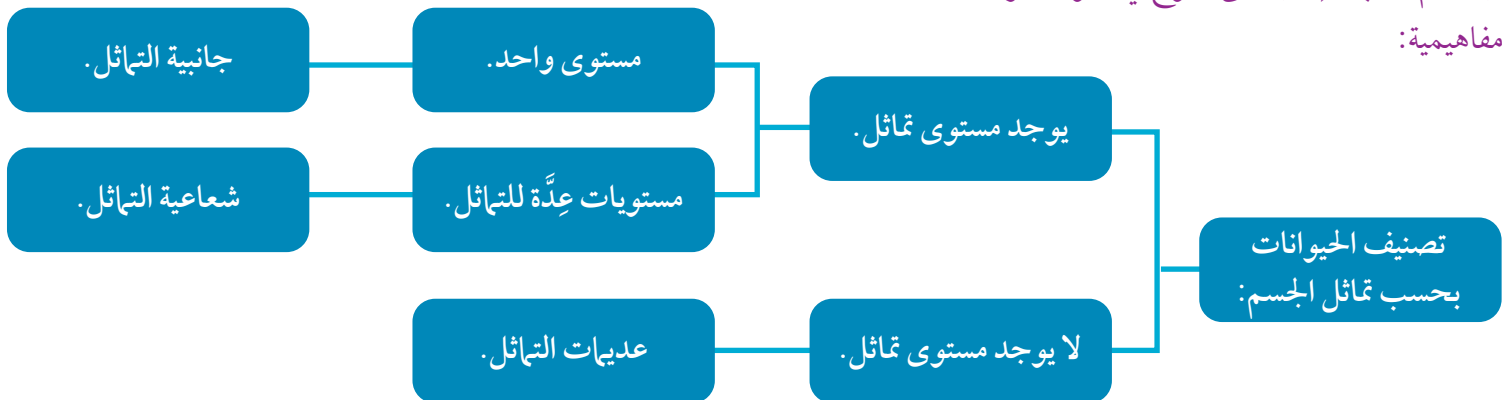 مفاهيمية:
تصنيف الحيوانات
بحسب تماثل الجسم:
يوجد مستوى تماثل.
مستوى واحد.
جانبية التماثل.
مستويات عِدَّة للتماثل.
شعاعية التماثل.
لا يوجد مستوى تماثل.
عديمات التماثل.